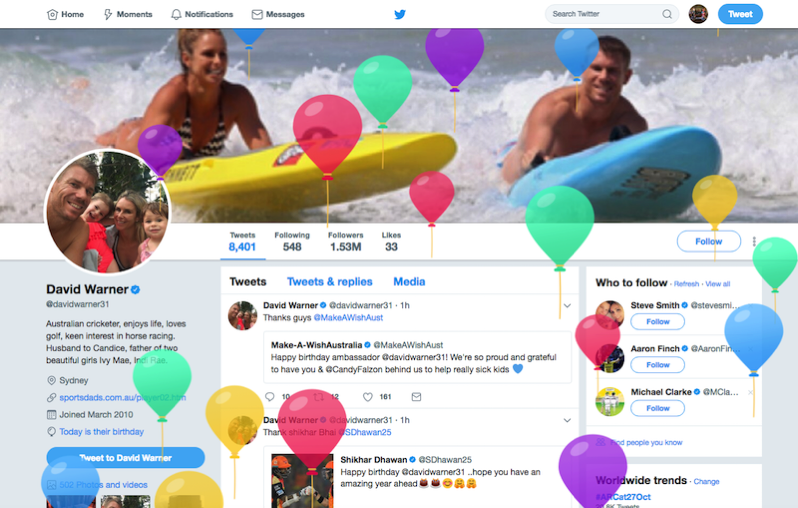 Home
Moments
Notifications
Messages
Search Twitter
Tweet
Tweets
8,401
Following
548
Followers
1.53M
Likes
33
Follow
David Warner
@davidwarner31
Australian cricketer, enjoys life, loves
golf, keen interest in horse racing.
Husband to Candice, father of two
beautiful girls Ivy Mae, Indi Rae.
Sydney
sportsdads.com.au/player02.htm
Joined March 2010
Today is their birthday
Tweet to David Warner
502 Photos and videos
Tweets
Tweets & replies
Media
David Warner @davidwarner31 · 1h
Thanks guys @MakeAWishAust
Make-A-WishAustralia @MakeAWishAust
Happy birthday ambassador @davidwarner31! We're so proud and grateful
to have you & @CandyFalzon behind us to help really sick kids 💙
10
12
161
David Warner @davidwarner31 · 1h
Thank shikhar Bhai @SDhawan25
Shikhar Dhawan @SDhawan25
Happy birthday @davidwarner31 ..hope you have an
amazing year ahead
Who to follow · Refresh · View all
Steve Smith @stevesmi...
Follow
Aaron Finch @AaronFin...
Follow
Michael Clarke @MCla...
Follow
Find people you know
Worldwide trends · Change
#ARCat27Oct
Tweets